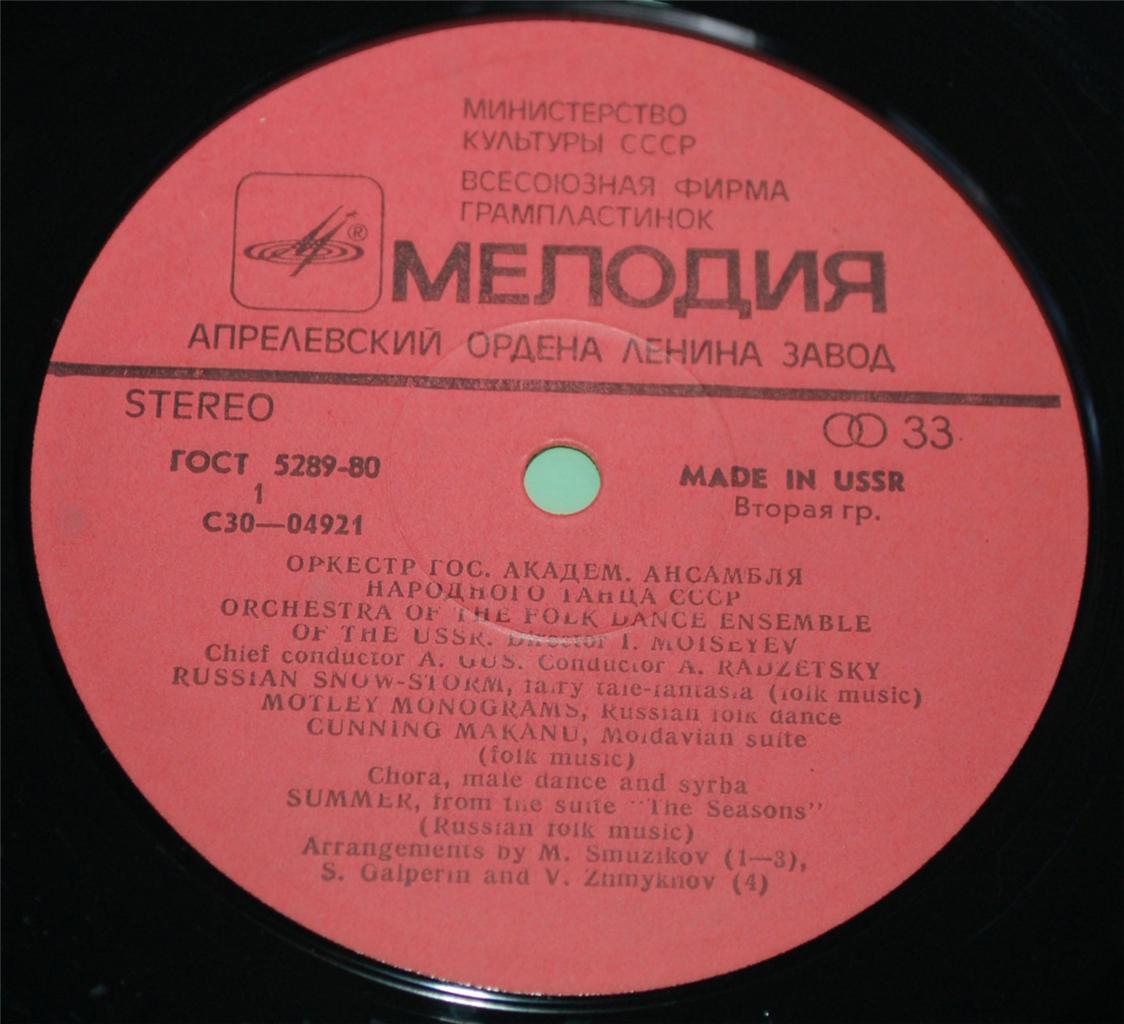 МИНИСТЕРСТВО
КУЛЬТУРЫ СССР
ВСЕСОЮЗНАЯ ФИРМА
ГРАМПЛАСТИНОК
®
МЕЛОДИЯ
АПРЕЛЕВСКИЙ ОРДЕНА ЛЕНИНА ЗАВОД
STEREO
33
ГОСТ 5289-80
MADE IN USSR
1
Вторая гр.
С30—04921
ОРКЕСТР ГОС. АКАДЕМ. АНСАМБЛЯ
НАРОДНОГО ТАНЦА СССР
ORCHESTRA OF THE FOLK DANCE ENSEMBLE
OF THE USSR. Director I. MOISEYEV
Chief conductor A. GUS. Conductor A. RADZETSKY
RUSSIAN SNOW-STORM, fairy tale-fantasia (folk music)
MOTLEY MONOGRAMS, Russian folk dance
CUNNING MAKANU, Moldavian suite
(folk music)
Chora, male dance and syrba
SUMMER, from the suite "The Seasons"
(Russian folk music)
Arrangements by M. Smuzikov (1—3),
S. Galperin and V. Zhmykhov (4)